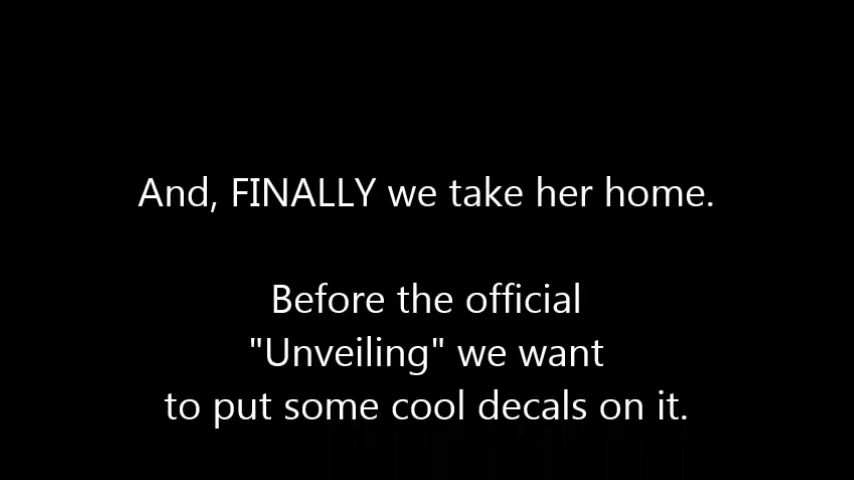 And, FINALLY we take her home.
Before the official
"Unveiling" we want
to put some cool decals on it.